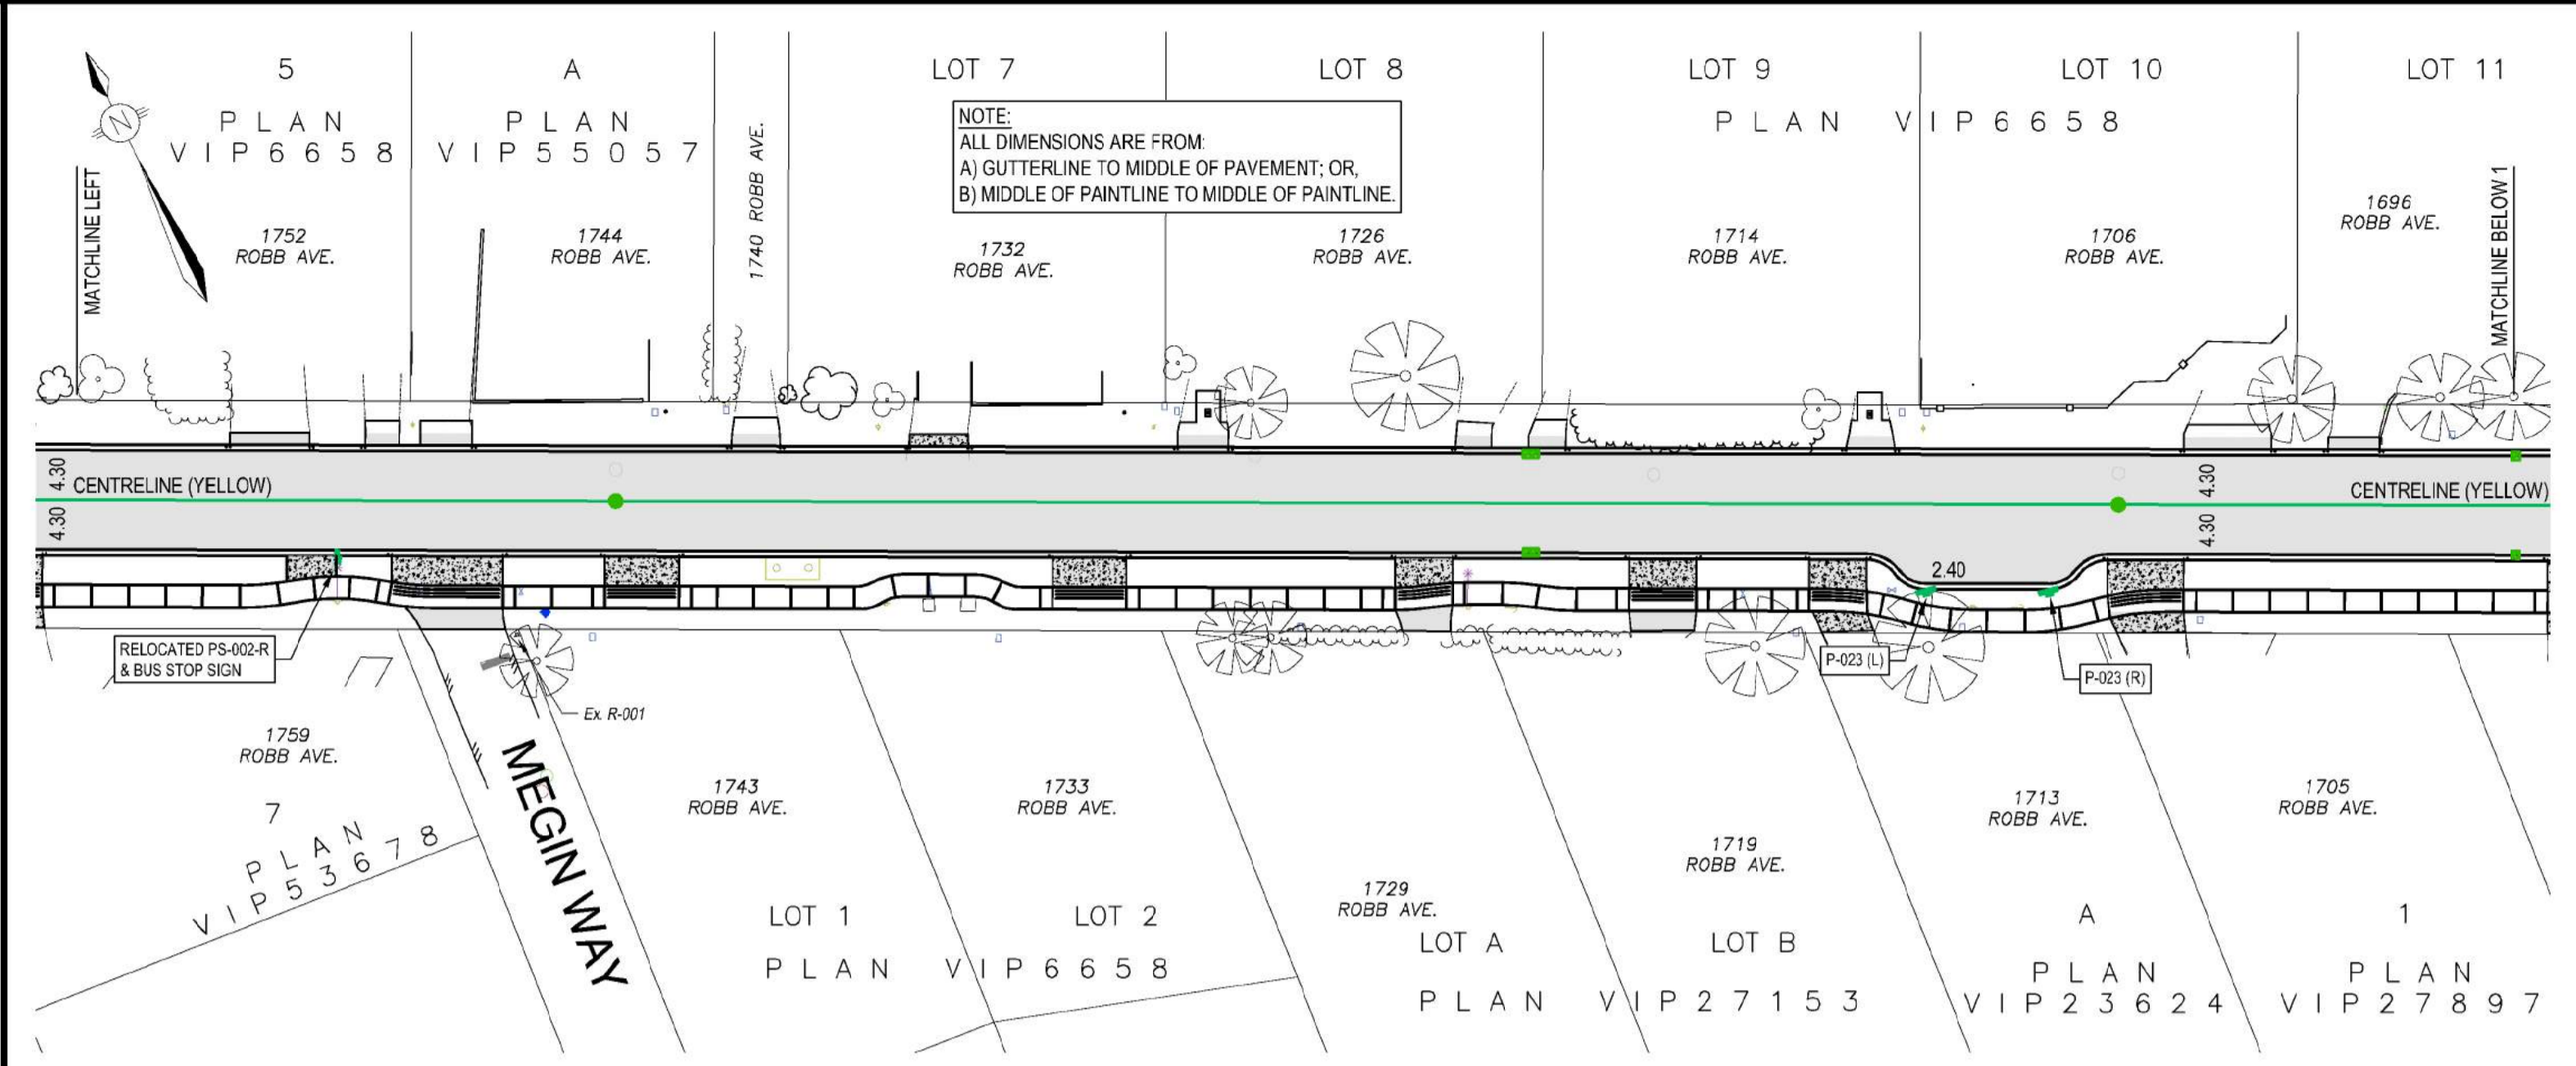 5
PLAN
VIP6658
A
PLAN
VIP55057
LOT 7
LOT 8
LOT 9
LOT 10
LOT 11
PLAN VIP6658
N
MATCHLINE LEFT
1740 ROBB AVE.
NOTE:
ALL DIMENSIONS ARE FROM:
A) GUTTERLINE TO MIDDLE OF PAVEMENT; OR,
B) MIDDLE OF PAINTLINE TO MIDDLE OF PAINTLINE.
MATCHLINE BELOW 1
1752
ROBB AVE.
1744
ROBB AVE.
1732
ROBB AVE.
1726
ROBB AVE.
1714
ROBB AVE.
1706
ROBB AVE.
1696
ROBB AVE.
4.30
CENTRELINE (YELLOW)
4.30
4.30
CENTRELINE (YELLOW)
4.30
2.40
RELOCATED PS-002-R
& BUS STOP SIGN
Ex. R-001
P-023 (L)
P-023 (R)
MEGIN WAY
1759
ROBB AVE.
7
PLAN
VIP53678
1743
ROBB AVE.
1733
ROBB AVE.
1729
ROBB AVE.
1719
ROBB AVE.
1713
ROBB AVE.
1705
ROBB AVE.
LOT 1
LOT 2
PLAN VIP6658
LOT A
LOT B
PLAN VIP27153
A
PLAN
VIP23624
1
PLAN
VIP27897